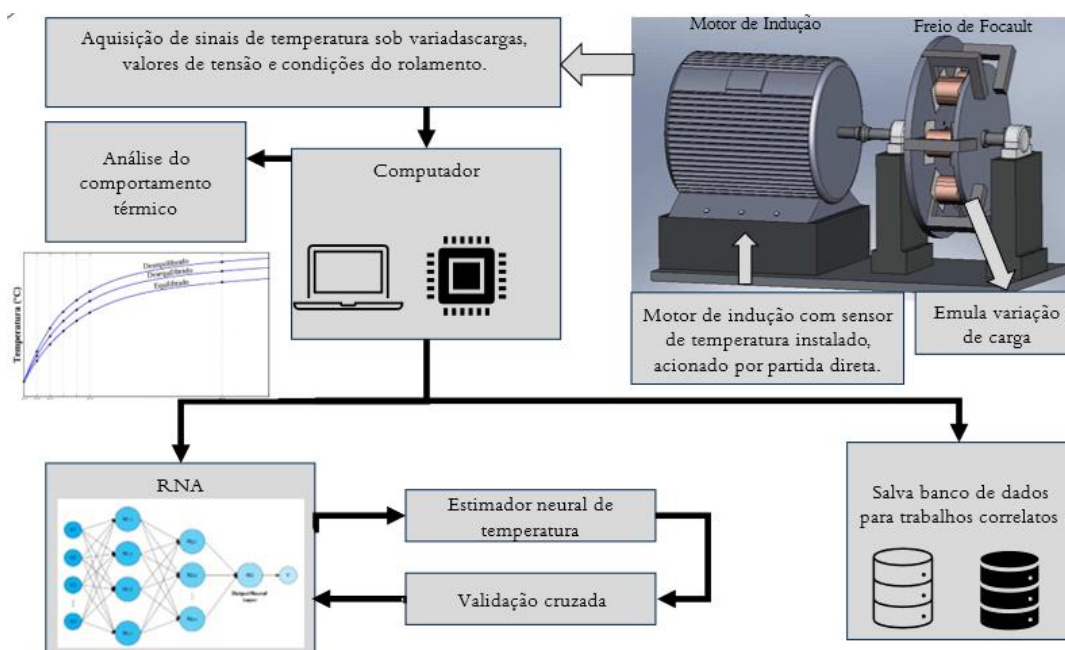 Motor de Indução
Freio de Focault
Aquisição de sinais de temperatura sob variadascargas,
valores de tensão e condições do rolamento.
Análise do
comportamento
térmico
Computador
Temperatura (°C)
Desequilibrado
Desequilibrado
Equilibrado
Motor de indução com sensor
de temperatura instalado,
acionado por partida direta.
Emula variação
de carga
RNA
Output Neural
Layer
Estimador neural de
temperatura
Validação cruzada
Salva banco de dados
para trabalhos correlatos